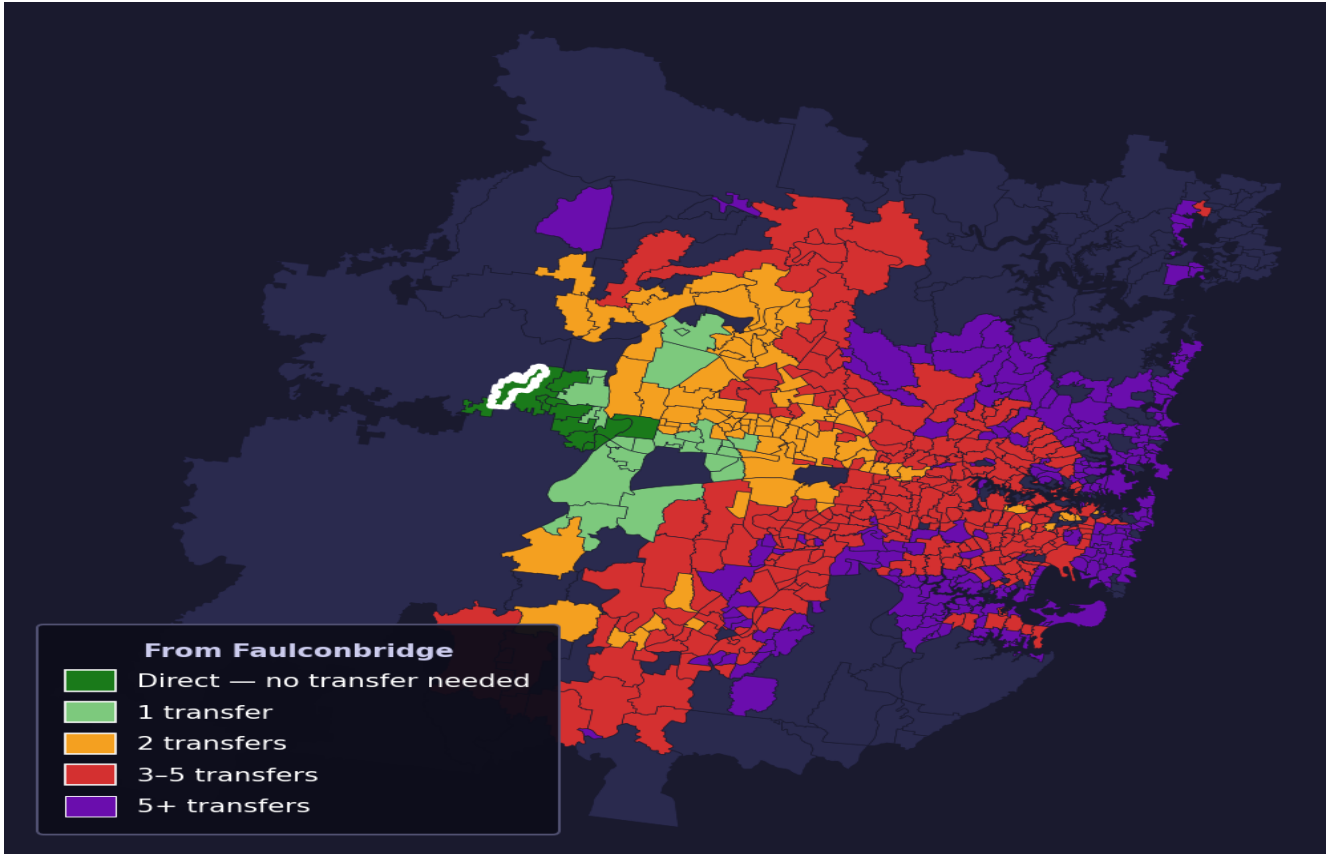 From Faulconbridge
Direct — no transfer needed
1 transfer
2 transfers
3–5 transfers
5+ transfers